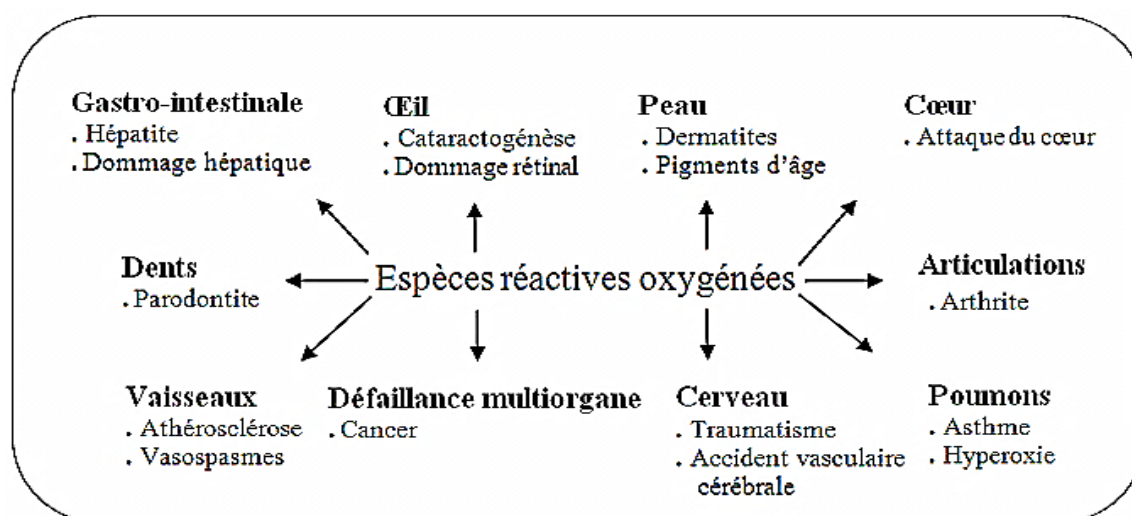 Gastro-intestinale
. Hépatite
. Dommage hépatique
Œil
. Cataractogénèse
. Dommage rétinal
Peau
. Dermatites
. Pigments d'âge
Cœur
. Attaque du cœur
Dents
. Parodontite
Espèces réactives oxygénées
Articulations
. Arthrite
Vaisseaux
. Athérosclérose
. Vasospasmes
Défaillance multiorgane
. Cancer
Cerveau
. Traumatisme
. Accident vasculaire
cérébrale
Poumons
. Asthme
. Hyperoxie